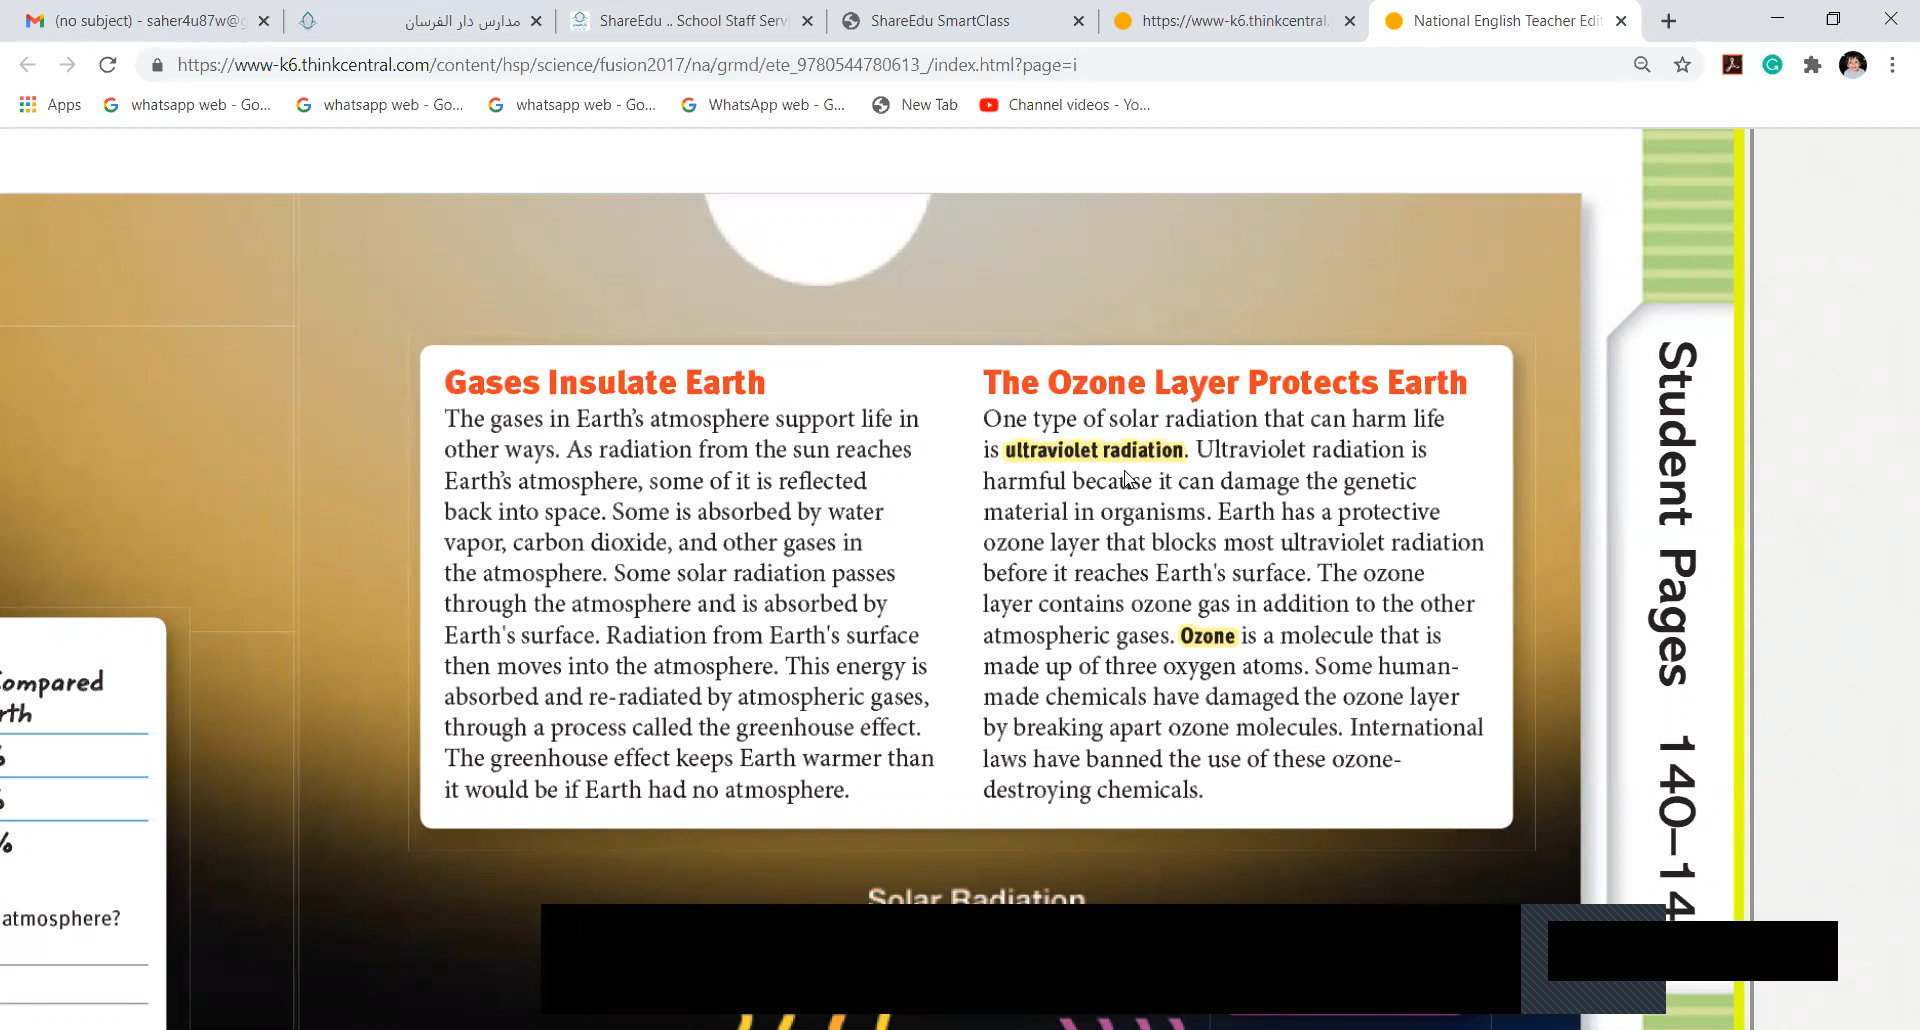 (no subject) - saher4u87w@g
مدارس دار الفرسان
ShareEdu .. School Staff Serv
ShareEdu SmartClass
https://www-k6.thinkcentral.
National English Teacher Edit
https://www-k6.thinkcentral.com/content/hsp/science/fusion2017/na/grmd/ete_9780544780613_/index.html?page=i
Apps
whatsapp web - Go...
whatsapp web - Go...
whatsapp web - Go...
WhatsApp web - G...
New Tab
Channel videos - Yo...
Gases Insulate Earth
The gases in Earth's atmosphere support life in
other ways. As radiation from the sun reaches
Earth's atmosphere, some of it is reflected
back into space. Some is absorbed by water
vapor, carbon dioxide, and other gases in
the atmosphere. Some solar radiation passes
through the atmosphere and is absorbed by
Earth's surface. Radiation from Earth's surface
then moves into the atmosphere. This energy is
absorbed and re-radiated by atmospheric gases,
through a process called the greenhouse effect.
The greenhouse effect keeps Earth warmer than
it would be if Earth had no atmosphere.
The Ozone Layer Protects Earth
One type of solar radiation that can harm life
is ultraviolet radiation. Ultraviolet radiation is
harmful because it can damage the genetic
material in organisms. Earth has a protective
ozone layer that blocks most ultraviolet radiation
before it reaches Earth's surface. The ozone
layer contains ozone gas in addition to the other
atmospheric gases. Ozone is a molecule that is
made up of three oxygen atoms. Some human-
made chemicals have damaged the ozone layer
by breaking apart ozone molecules. International
laws have banned the use of these ozone-
destroying chemicals.
Compared
rth
%
atmosphere?
Solar Radiation
Student Pages 140–14